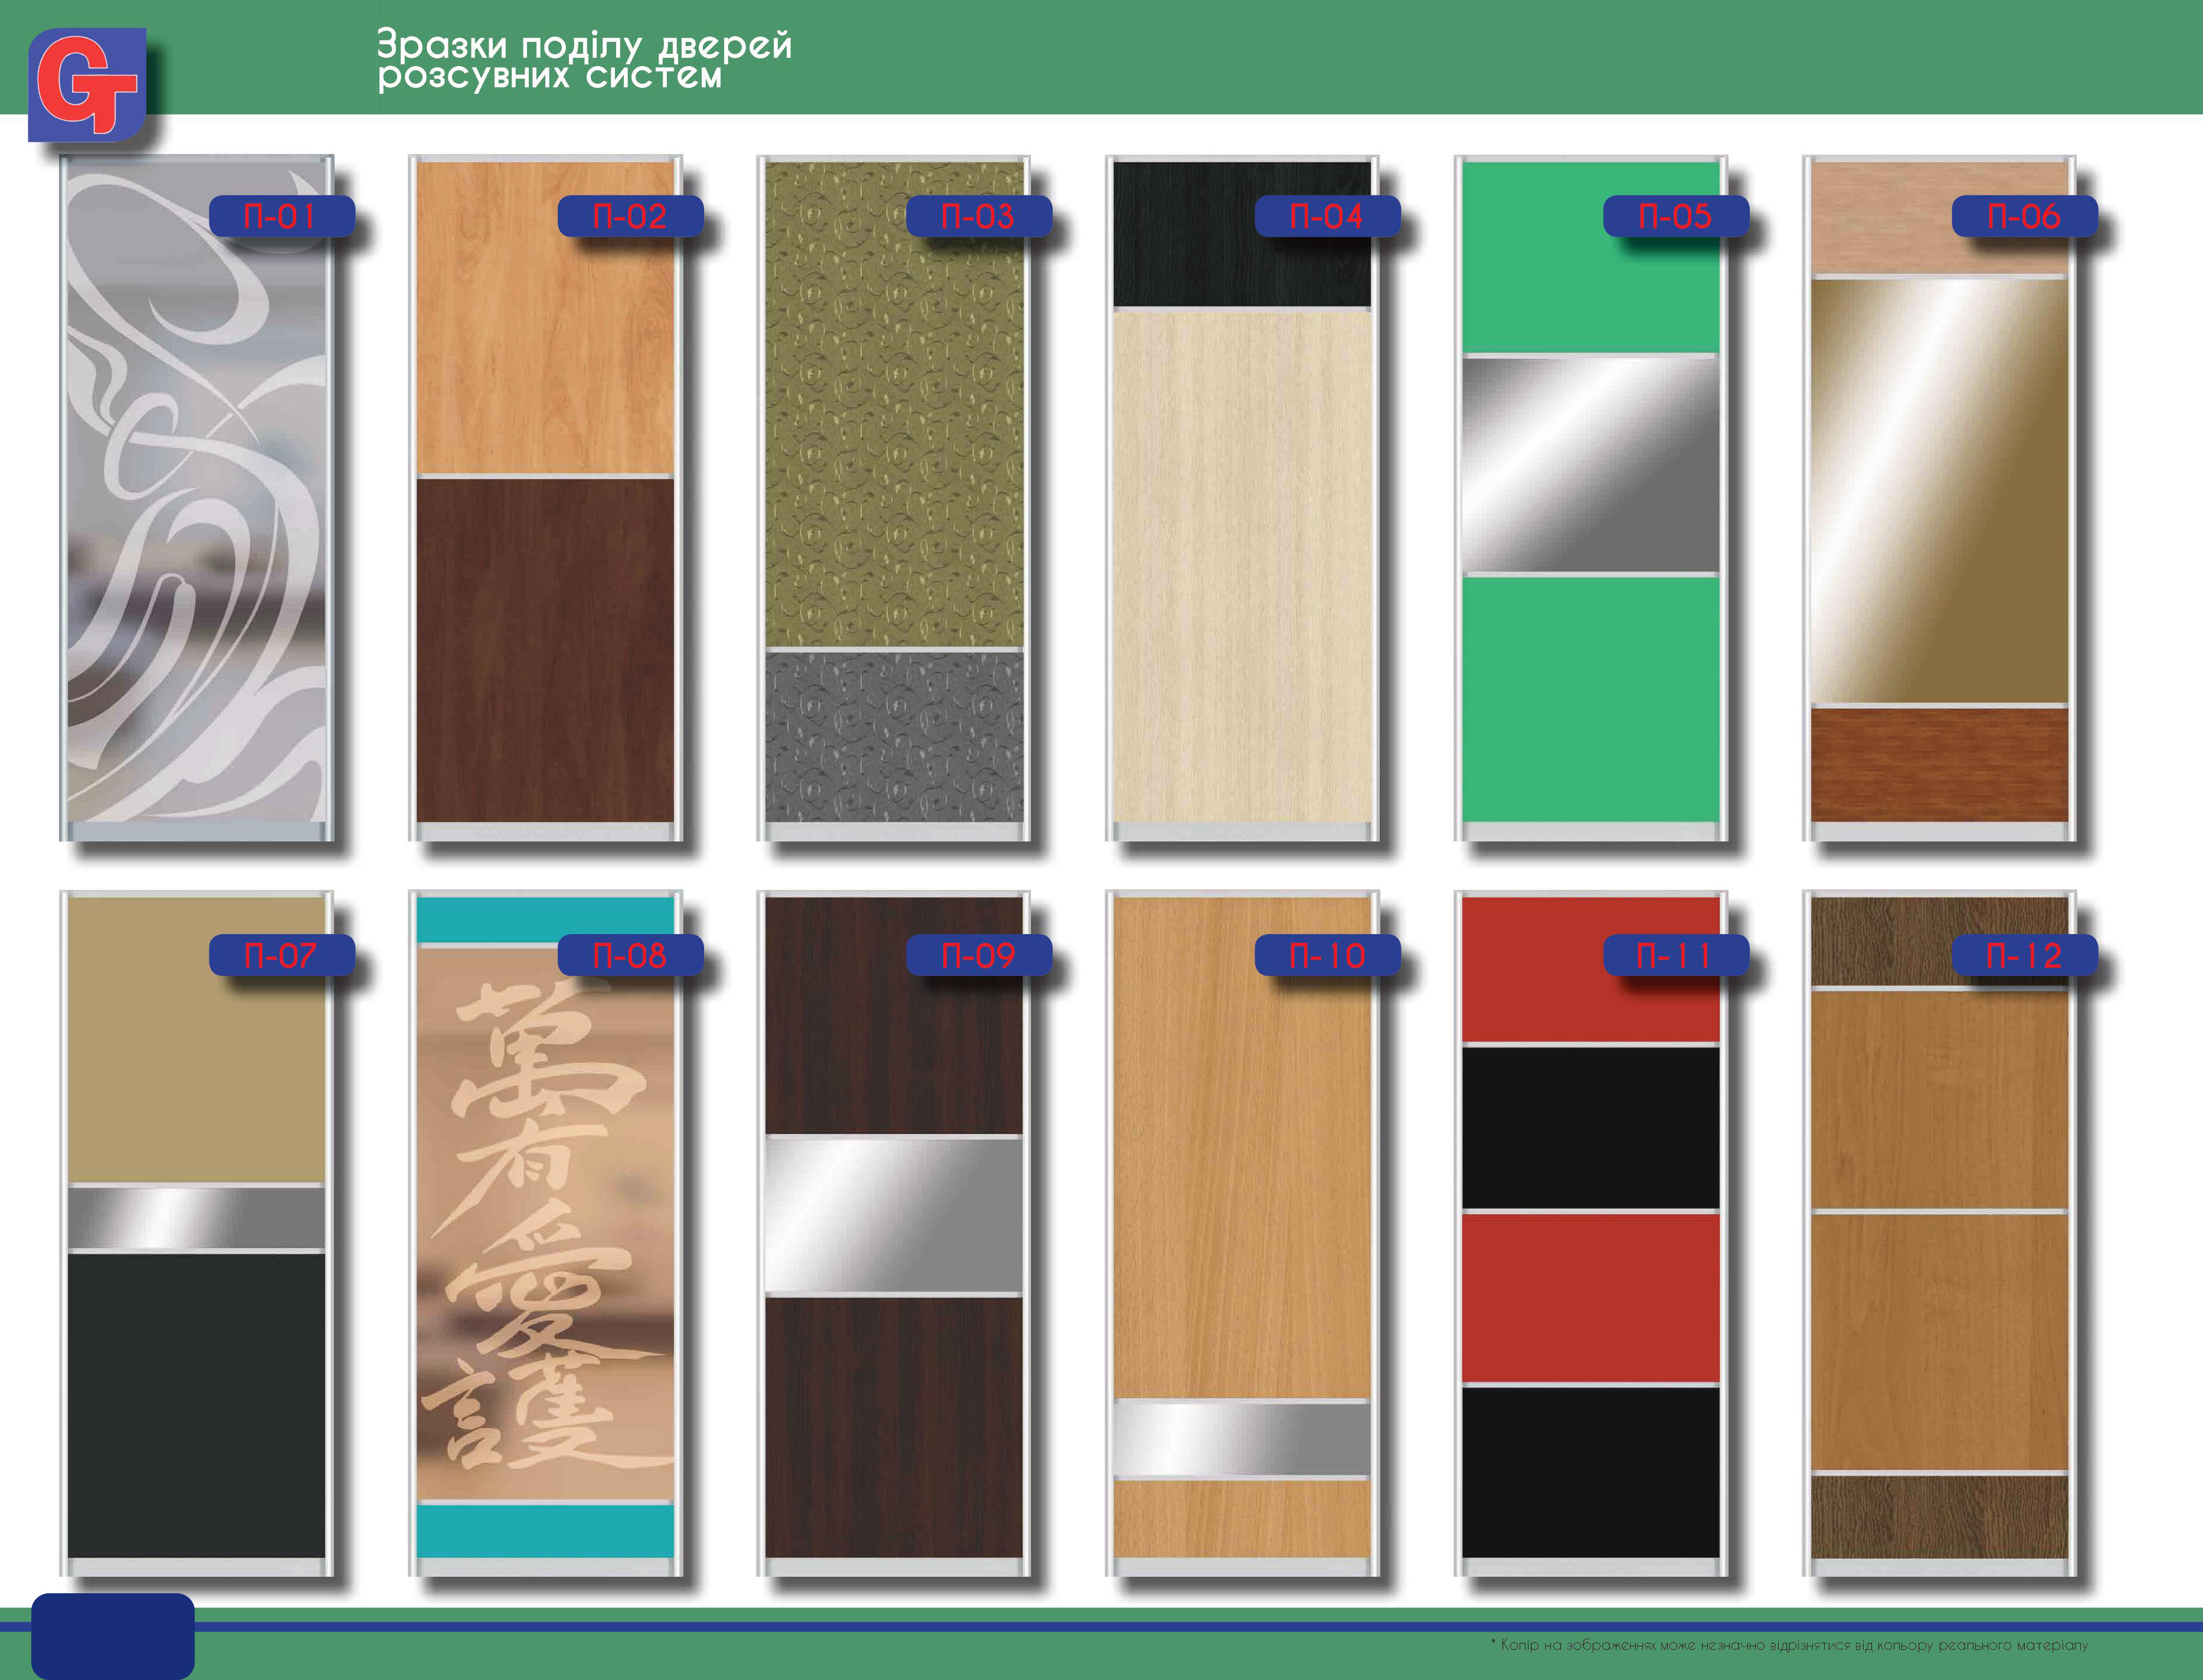 Зразки поділу дверей
розсувних систем
GT
П-01
П-02
П-03
П-04
П-05
П-06
П-07
П-08
П-09
П-10
П-11
П-12
萬
有
愛
護
* Колір на зображеннях може незначно відрізнятися від кольору реального матеріалу